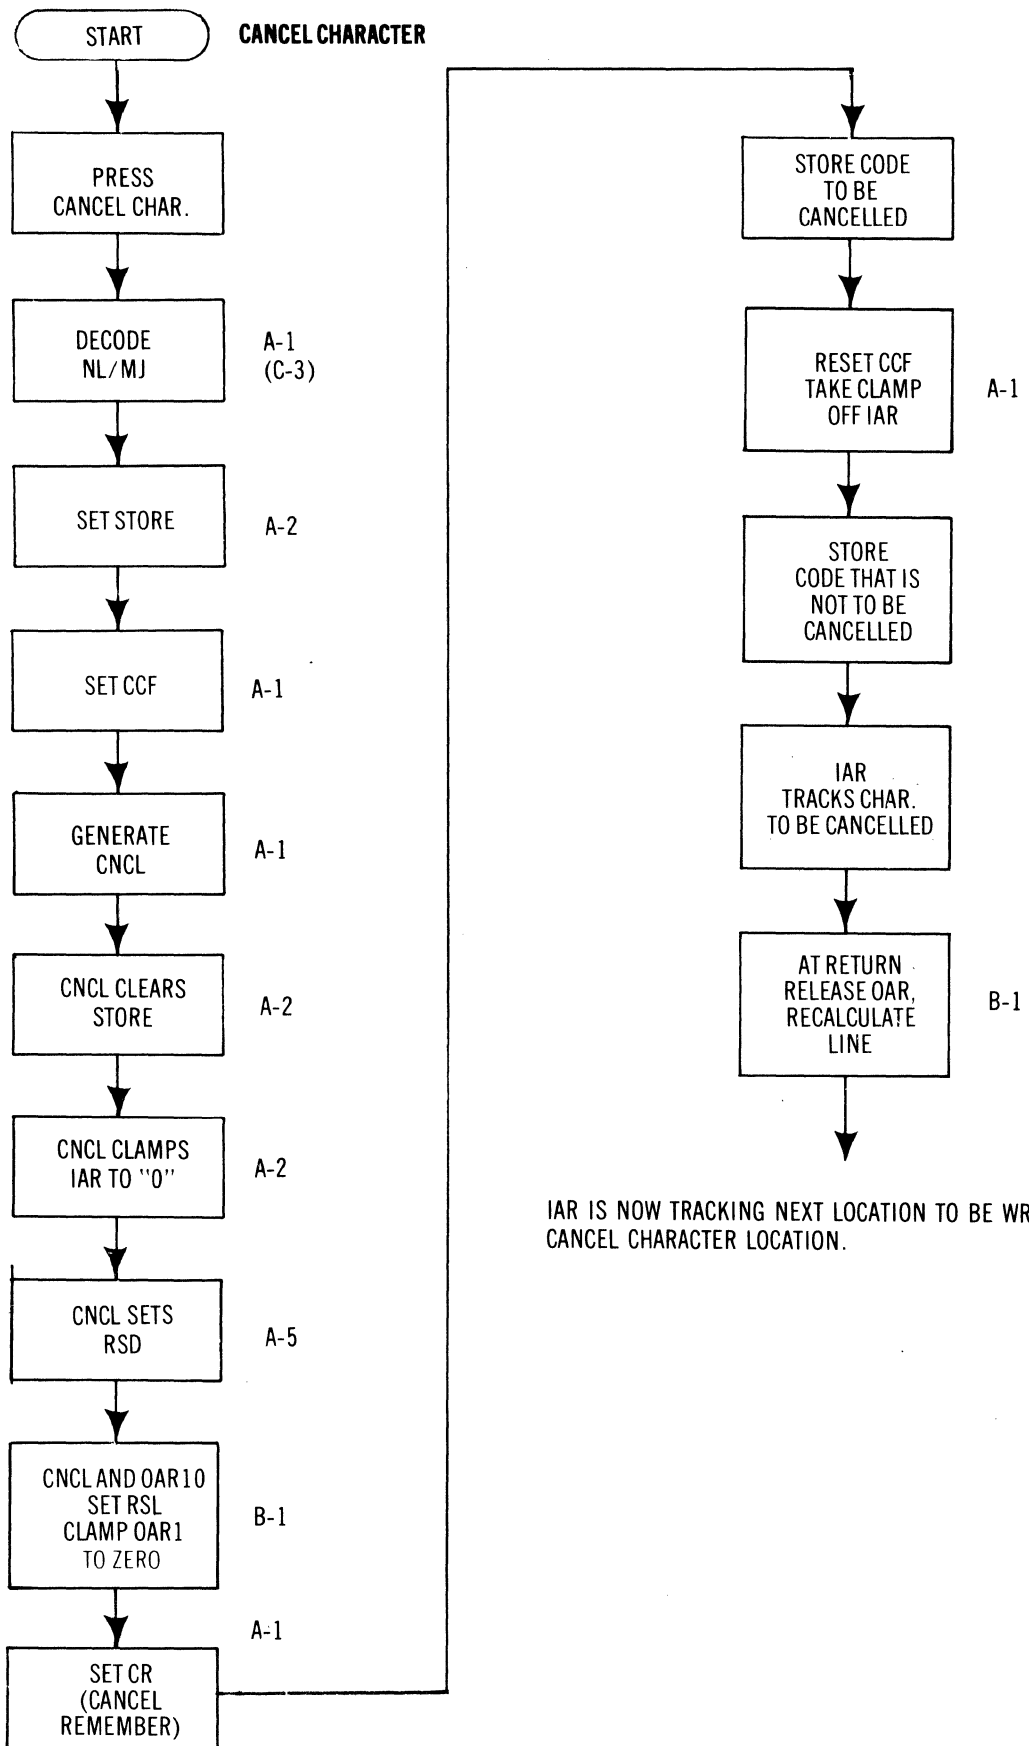 START
CANCEL CHARACTER
PRESS
CANCEL CHAR.
DECODE
NL/MJ
A-1
(C-3)
SET STORE
A-2
SET CCF
A-1
GENERATE
CNCL
A-1
CNCL CLEARS
STORE
A-2
CNCL CLAMPS
IAR TO "0"
A-2
CNCL SETS
RSD
A-5
CNCL AND OAR10
SET RSL
CLAMP OAR1
TO ZERO
B-1
A-1
SET CR
(CANCEL
REMEMBER)
STORE CODE
TO BE
CANCELLED
RESET CCF
TAKE CLAMP
OFF IAR
A-1
STORE
CODE THAT IS
NOT TO BE
CANCELLED
IAR
TRACKS CHAR.
TO BE CANCELLED
AT RETURN
RELEASE OAR,
RECALCULATE
LINE
B-1
IAR IS NOW TRACKING NEXT LOCATION TO BE WR
CANCEL CHARACTER LOCATION.